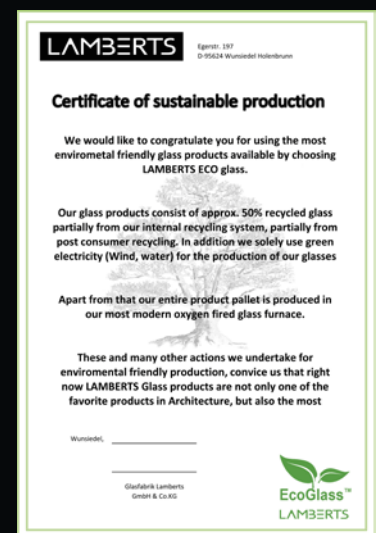 LAMBERTS
Egerstr. 197
D-95624 Wunsiedel Holenbrunn
Certificate of sustainable production
We would like to congratulate you for using the most
envirometal friendly glass products available by choosing
LAMBERTS ECO glass.
Our glass products consist of approx. 50% recycled glass
partially from our internal recycling system, partially from
post consumer recycling. In addition we solely use green
electricity (Wind, water) for the production of our glasses
Apart from that our entire product pallet is produced in
our most modern oxygen fired glass furnace.
These and many other actions we undertake for
enviromental friendly production, convice us that right
now LAMBERTS Glass products are not only one of the
favorite products in Architecture, but also the most
Wunsiedel,
Glasfabrik Lamberts
GmbH & Co.KG
EcoGlass™
LAMBERTS